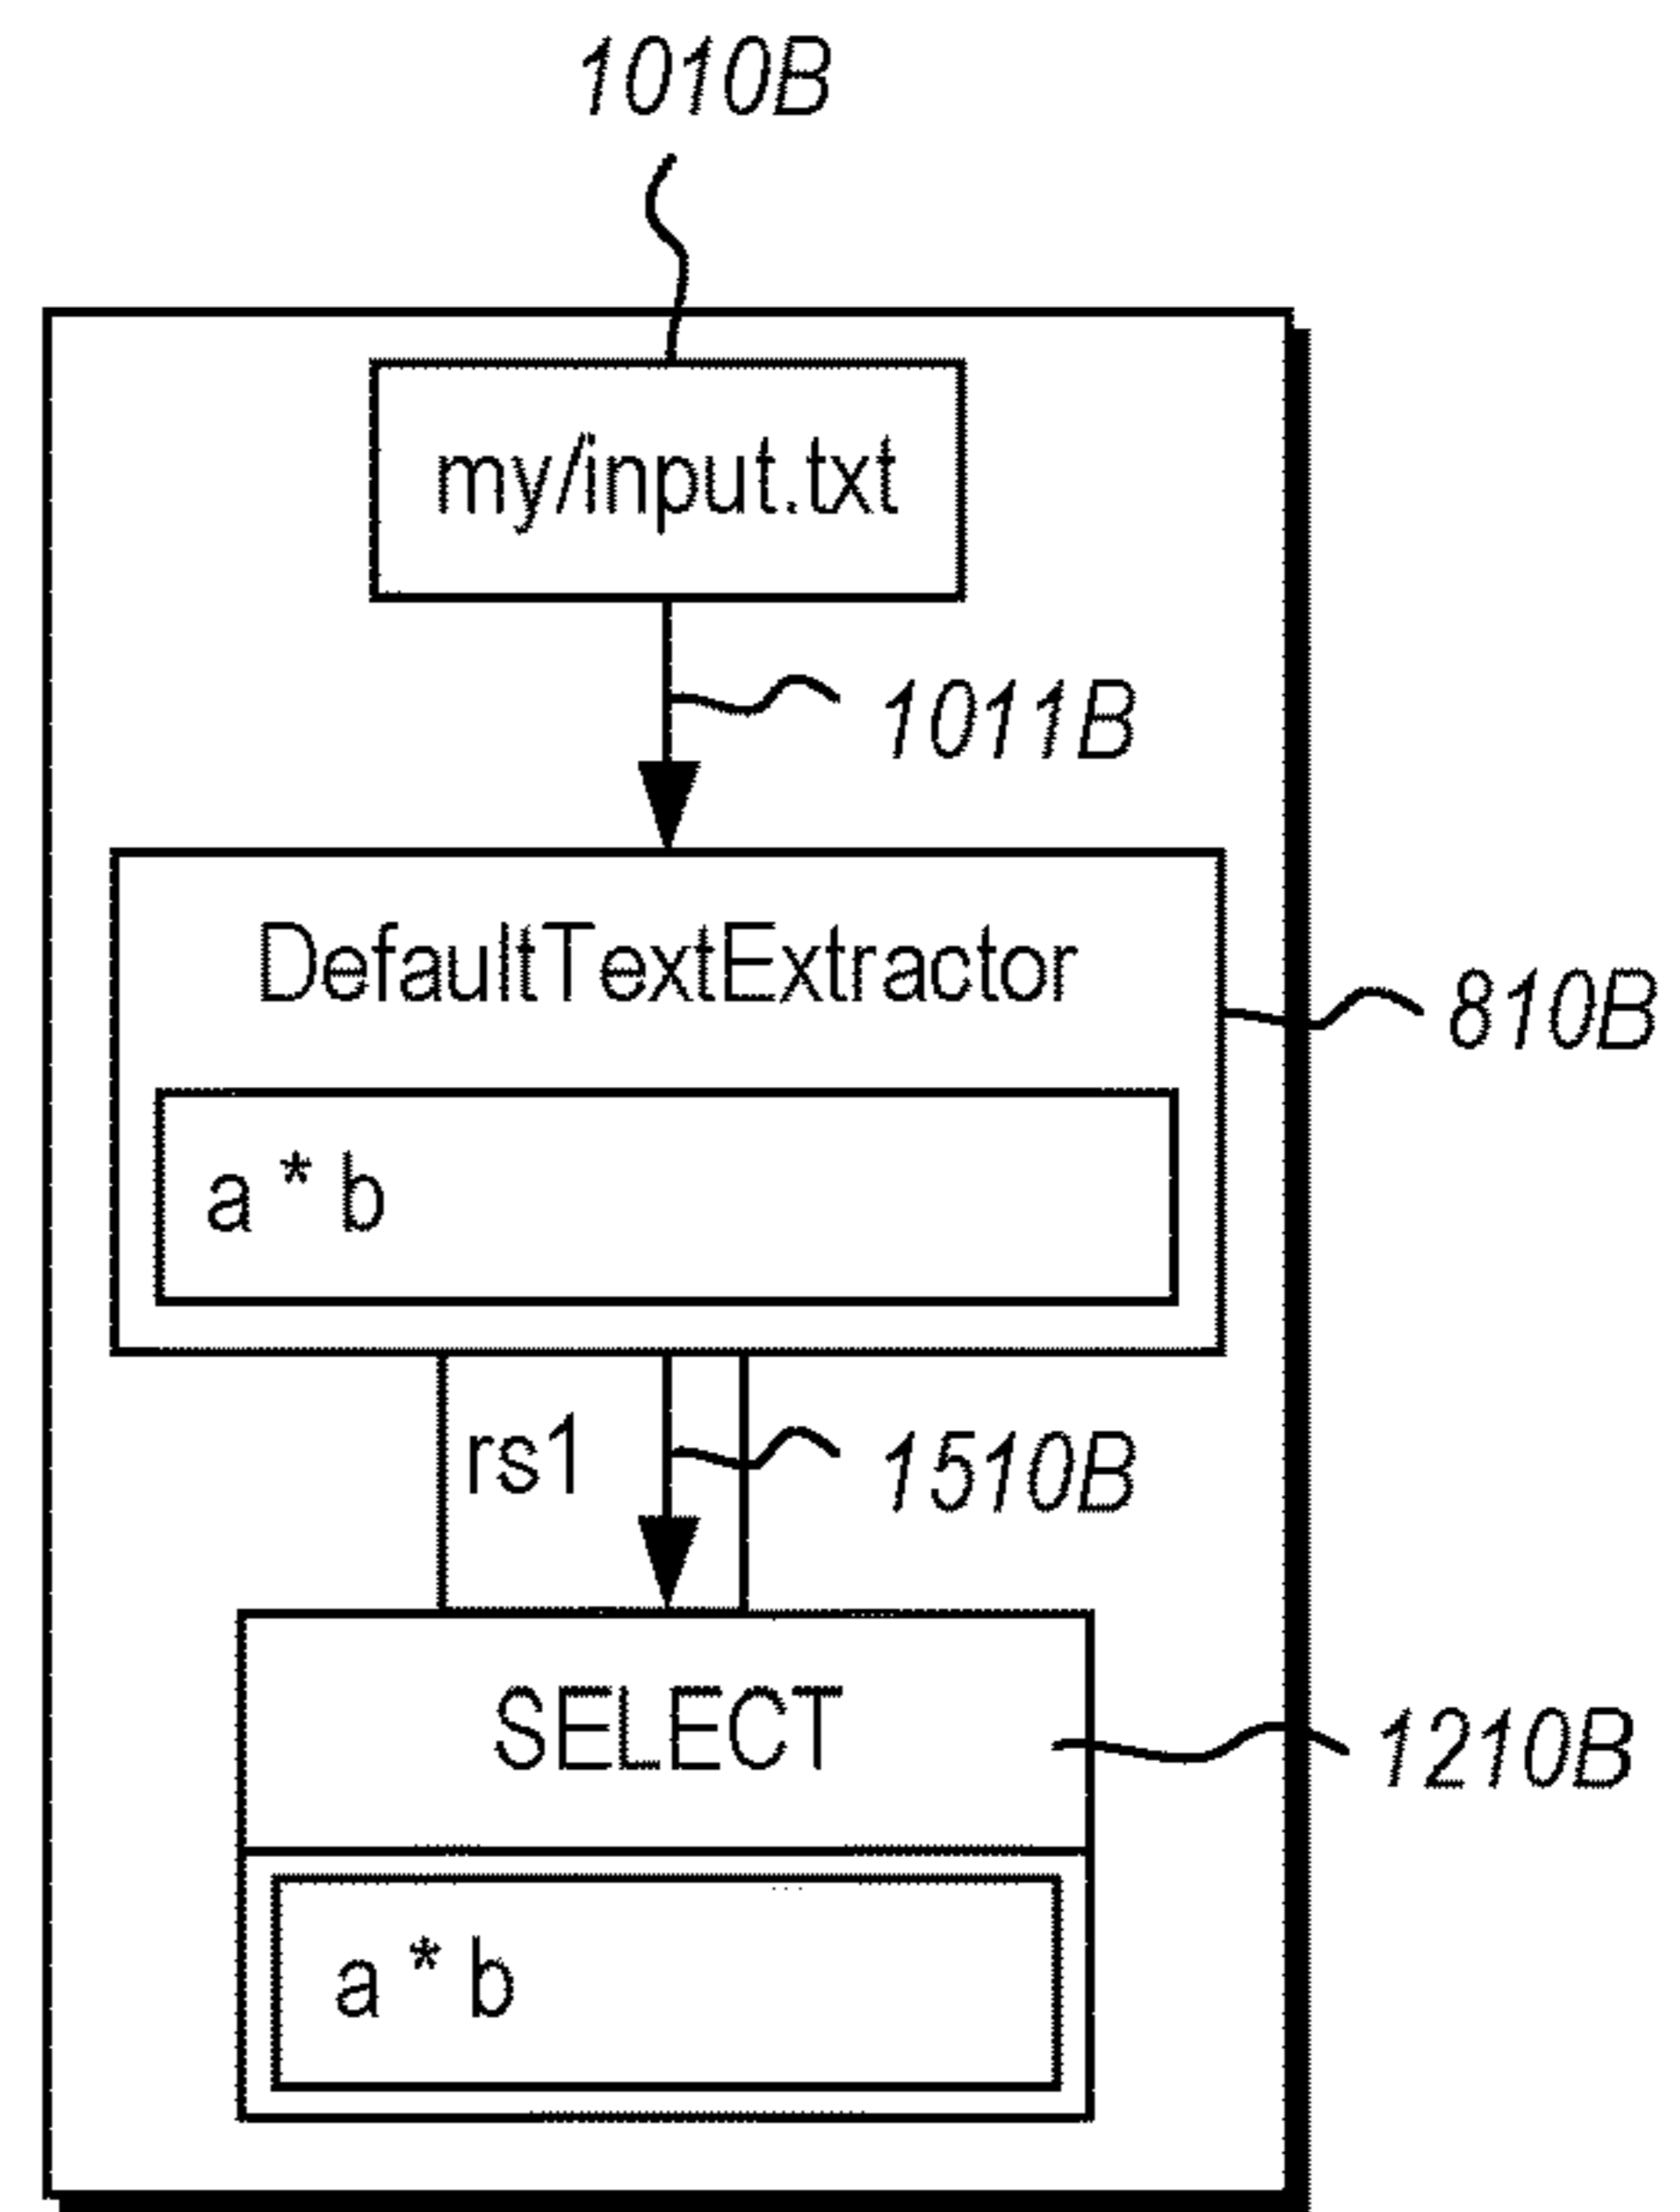 1010B
my/input.txt
1011B
DefaultTextExtractor
810B
a * b
rs1
1510B
SELECT
1210B
a * b